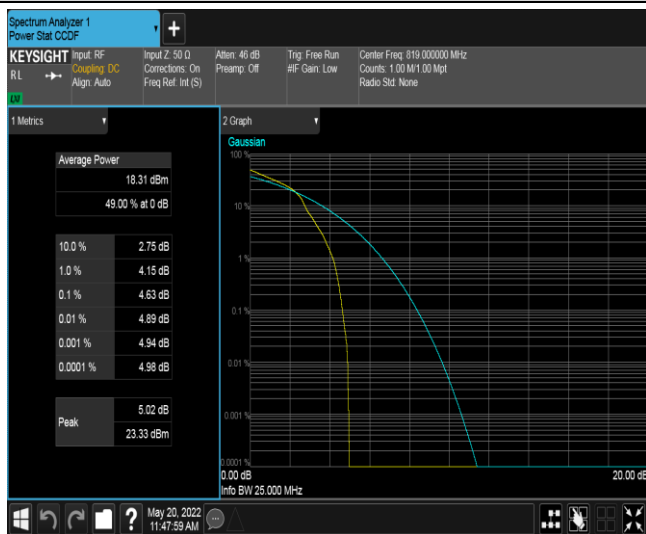 Spectrum Analyzer 1
Power Stat CCDF
+
KEYSIGHT
RL
LXI
Input: RF
Coupling: DC
Align: Auto
Input Z: 50 Ω
Corrections: On
Freq Ref: Int (S)
Atten: 46 dB
Preamp: Off
Trig: Free Run
#IF Gain: Low
Center Freq: 819.000000 MHz
Counts: 1.00 M/1.00 Mpt
Radio Std: None
1 Metrics
Average Power
18.31 dBm
49.00 % at 0 dB
10.0 % 2.75 dB
1.0 % 4.15 dB
0.1 % 4.63 dB
0.01 % 4.89 dB
0.001 % 4.94 dB
0.0001 % 4.98 dB
Peak
5.02 dB
23.33 dBm
2 Graph
Gaussian
100 %
10 %
1 %
0.1 %
0.01 %
0.001 %
0.0001 %
0.00 dB
20.00 dB
Info BW 25.000 MHz
?
May 20, 2022
11:47:59 AM